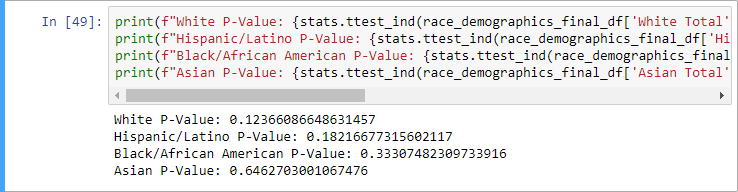 In [49]: print(f"White P-Value: {stats.ttest_ind(race_demographics_final_df['White Total'
print(f"Hispanic/Latino P-Value: {stats.ttest_ind(race_demographics_final_df['Hi
print(f"Black/African American P-Value: {stats.ttest_ind(race_demographics_final
print(f"Asian P-Value: {stats.ttest_ind(race_demographics_final_df['Asian Total'
White P-Value: 0.12366086648631457
Hispanic/Latino P-Value: 0.18216677315602117
Black/African American P-Value: 0.33307482309733916
Asian P-Value: 0.6462703001067476